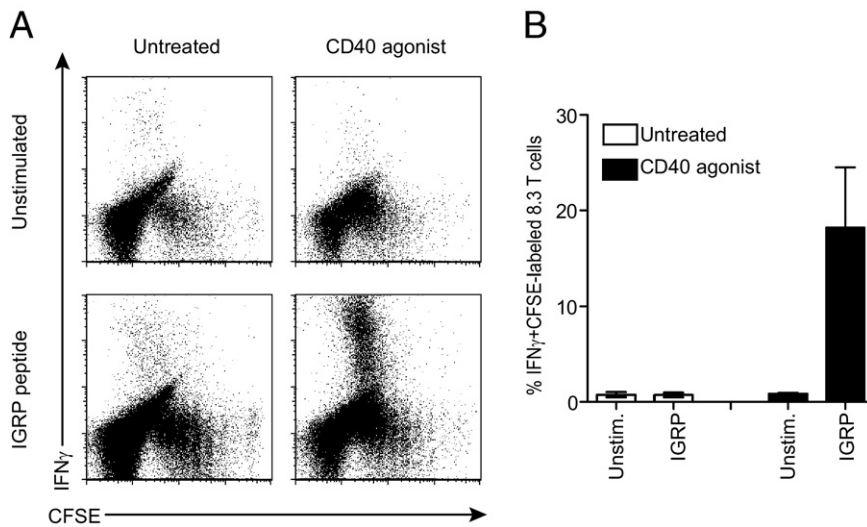 A
Untreated
CD40 agonist
Unstimulated
IGRP peptide
IFNγ
CFSE
B
% IFNγ+CFSE-labeled 8.3 T cells
30
20
10
0
Untreated
CD40 agonist
Unstim.
IGRP
Unstim.
IGRP